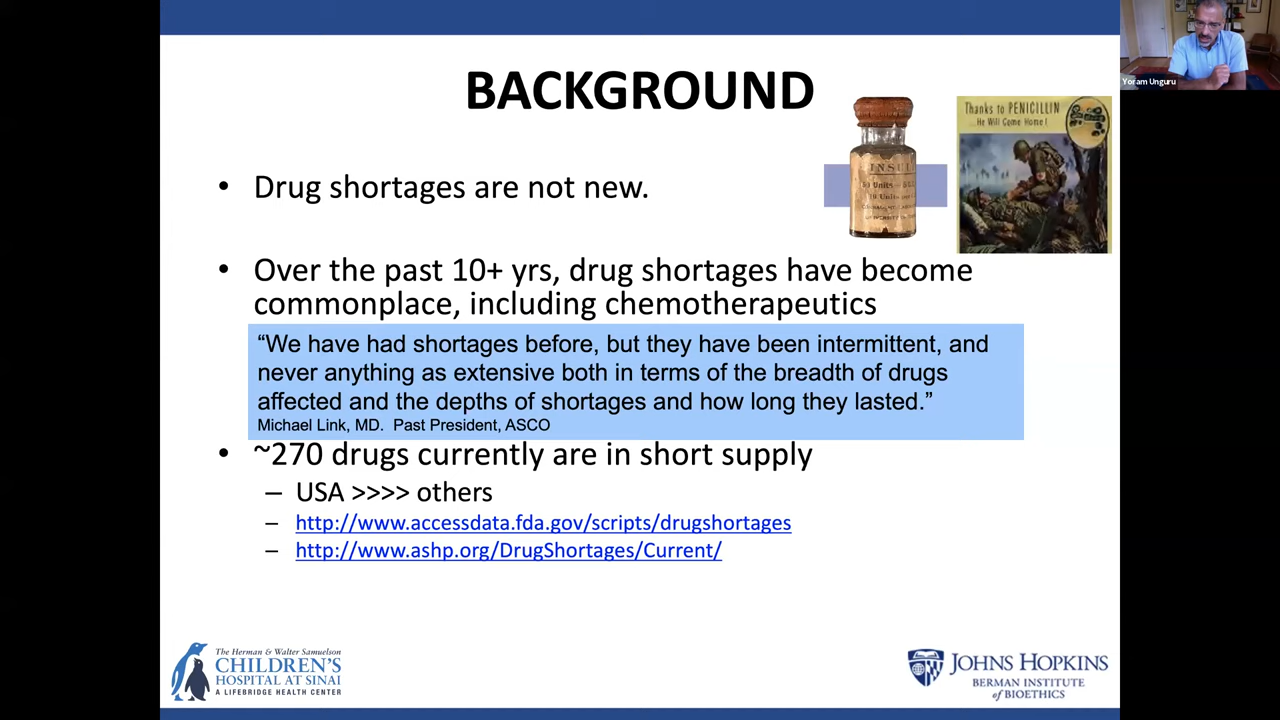 BACKGROUND
Yoram Unguru
Thanks to PENICILLIN
...He Will Come Home!
INSUL
• Drug shortages are not new.
• Over the past 10+ yrs, drug shortages have become
commonplace, including chemotherapeutics
“We have had shortages before, but they have been intermittent, and
never anything as extensive both in terms of the breadth of drugs
affected and the depths of shortages and how long they lasted.”
Michael Link, MD. Past President, ASCO
• ~270 drugs currently are in short supply
– USA >>>> others
– http://www.accessdata.fda.gov/scripts/drugshortages
– http://www.ashp.org/DrugShortages/Current/
The Herman & Walter Samuelson
CHILDREN'S
HOSPITAL AT SINAI
A LIFEBRIDGE HEALTH CENTER
JOHNS HOPKINS
BERMAN INSTITUTE
of BIOETHICS